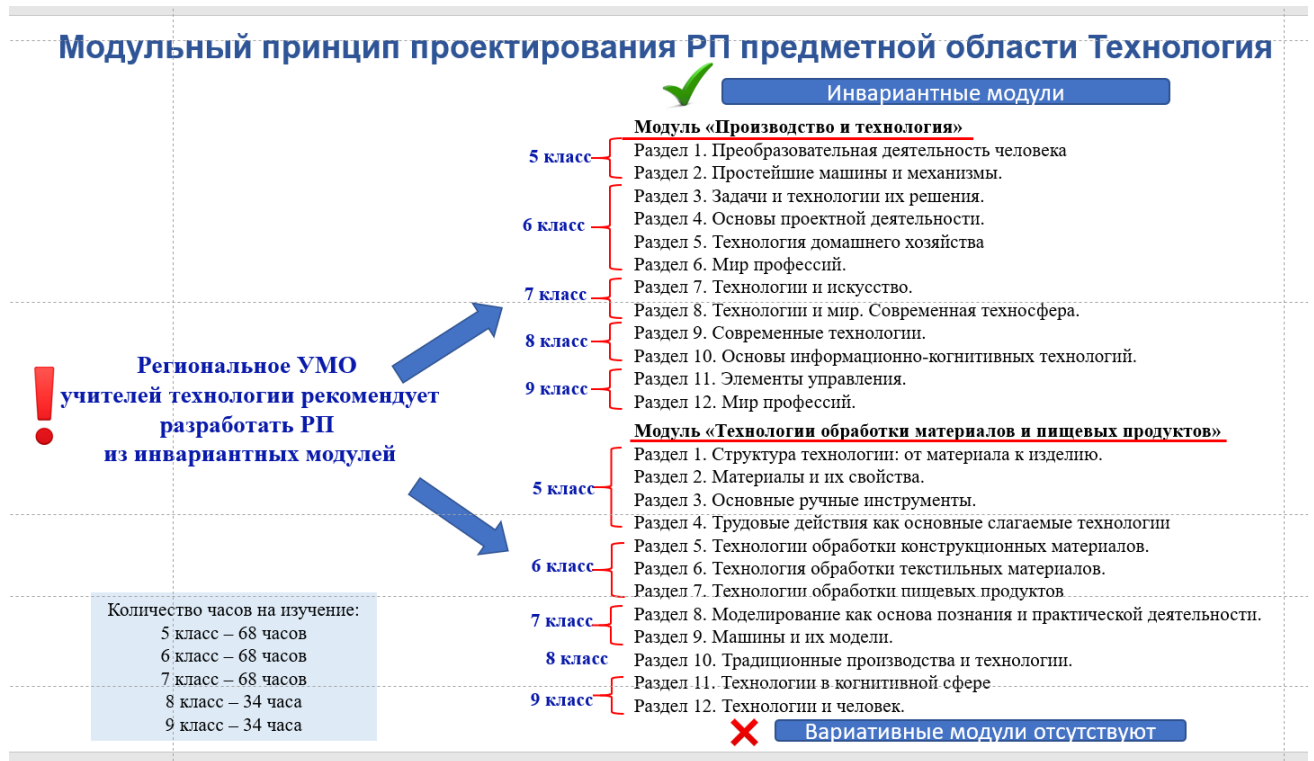 Модульный принцип проектирования РП предметной области Технология
Инвариантные модули
Модуль «Производство и технология»
5 класс
Раздел 1. Преобразовательная деятельность человека
Раздел 2. Простейшие машины и механизмы.
6 класс
Раздел 3. Задачи и технологии их решения.
Раздел 4. Основы проектной деятельности.
Раздел 5. Технология домашнего хозяйства
Раздел 6. Мир профессий.
7 класс
Раздел 7. Технологии и искусство.
Раздел 8. Технологии и мир. Современная техносфера.
8 класс
Раздел 9. Современные технологии.
Раздел 10. Основы информационно-когнитивных технологий.
9 класс
Раздел 11. Элементы управления.
Раздел 12. Мир профессий.
Региональное УМО
учителей технологии рекомендует
разработать РП
из инвариантных модулей
Модуль «Технологии обработки материалов и пищевых продуктов»
5 класс
Раздел 1. Структура технологии: от материала к изделию.
Раздел 2. Материалы и их свойства.
Раздел 3. Основные ручные инструменты.
Раздел 4. Трудовые действия как основные слагаемые технологии
6 класс
Раздел 5. Технологии обработки конструкционных материалов.
Раздел 6. Технология обработки текстильных материалов.
Раздел 7. Технологии обработки пищевых продуктов
7 класс
Раздел 8. Моделирование как основа познания и практической деятельности.
Раздел 9. Машины и их модели.
8 класс
Раздел 10. Традиционные производства и технологии.
9 класс
Раздел 11. Технологии в когнитивной сфере
Раздел 12. Технологии и человек.
Количество часов на изучение:
5 класс – 68 часов
6 класс – 68 часов
7 класс – 68 часов
8 класс – 34 часа
9 класс – 34 часа
Вариативные модули отсутствуют